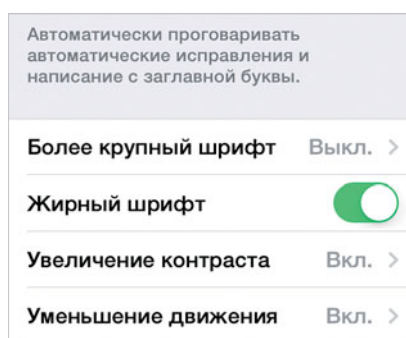 Автоматически проговаривать
автоматические исправления и
написание с заглавной буквы.
Более крупный шрифт Выкл.
Жирный шрифт
Увеличение контраста Вкл.
Уменьшение движения Вкл.